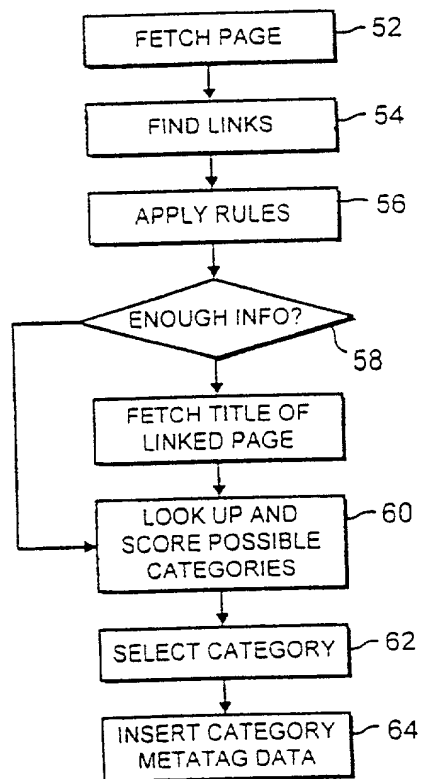 FETCH PAGE
52
FIND LINKS
54
APPLY RULES
56
ENOUGH INFO?
58
FETCH TITLE OF
LINKED PAGE
LOOK UP AND
SCORE POSSIBLE
CATEGORIES
60
SELECT CATEGORY
62
INSERT CATEGORY
METATAG DATA
64